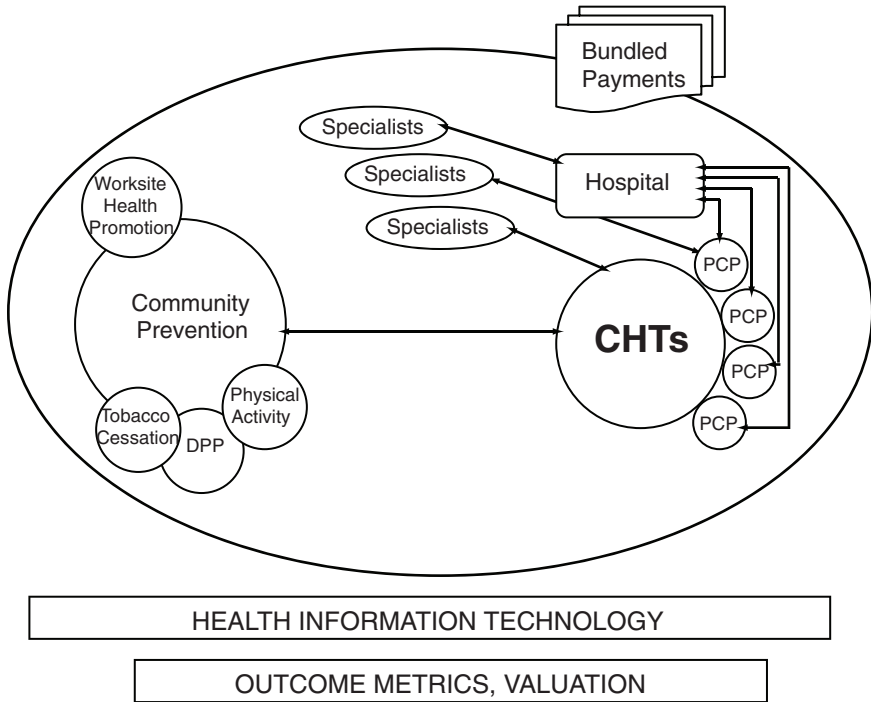 Bundled
Payments
Specialists
Specialists
Specialists
Hospital
Worksite
Health
Promotion
Community
Prevention
Tobacco
Cessation
DPP
Physical
Activity
CHTs
PCP
PCP
PCP
PCP
HEALTH INFORMATION TECHNOLOGY
OUTCOME METRICS, VALUATION